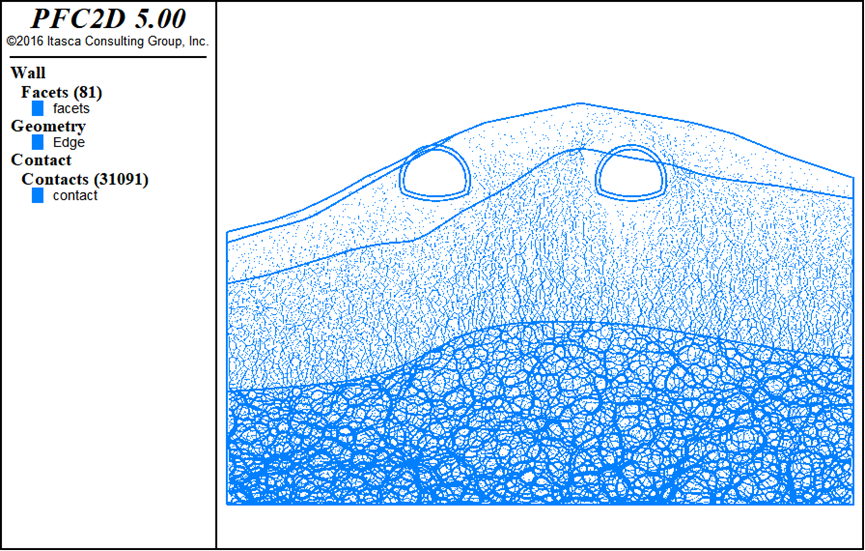 PFC2D 5.00
©2016 Itasca Consulting Group, Inc.
Wall
Facets (81)
facets
Geometry
Edge
Contact
Contacts (31091)
contact